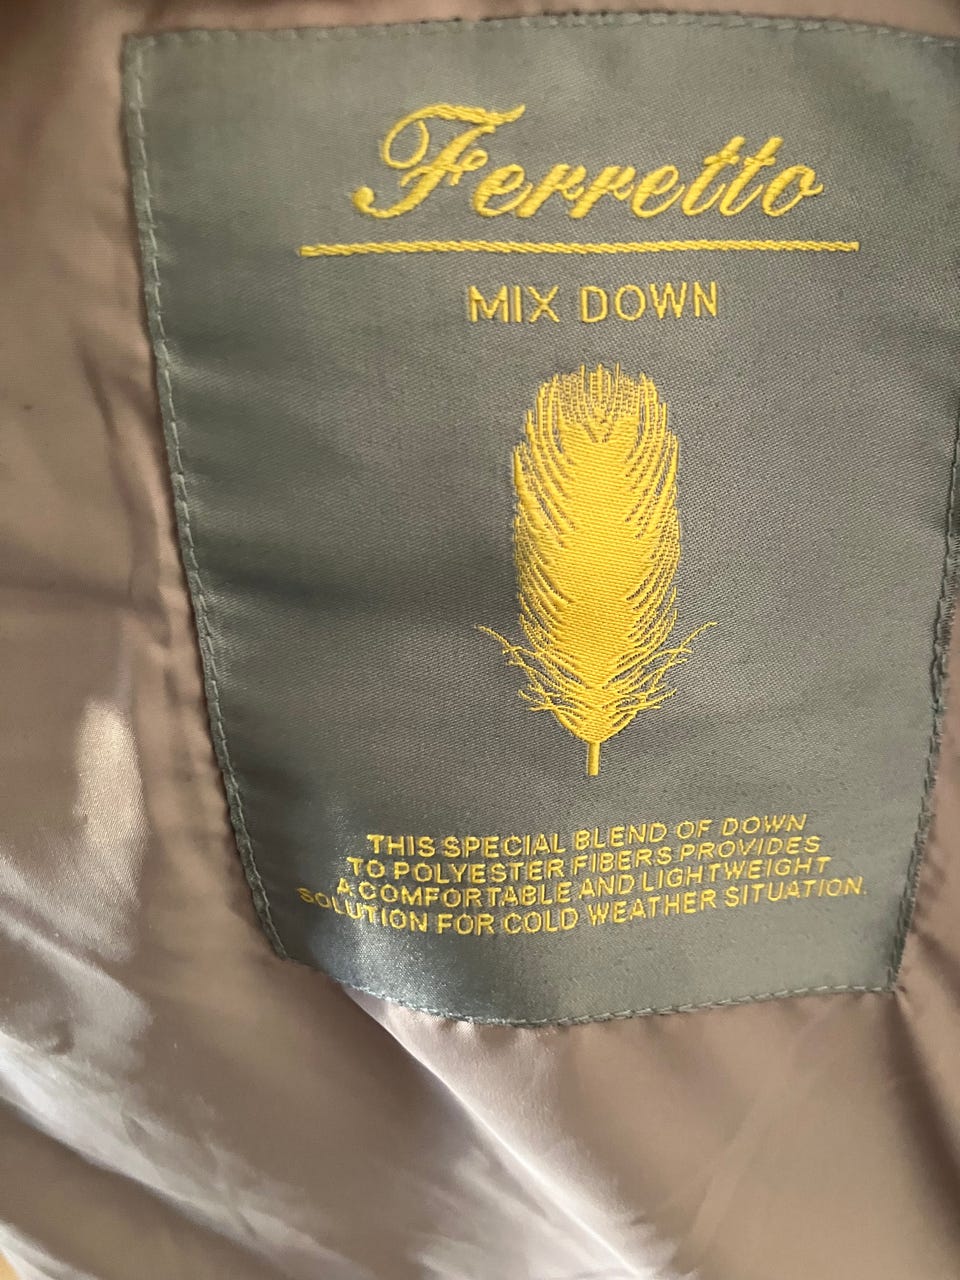 Ferretto
MIX DOWN
THIS SPECIAL BLEND OF DOWN
TO POLYESTER FIBERS PROVIDES
A COMFORTABLE AND LIGHTWEIGHT
SOLUTION FOR COLD WEATHER SITUATION.